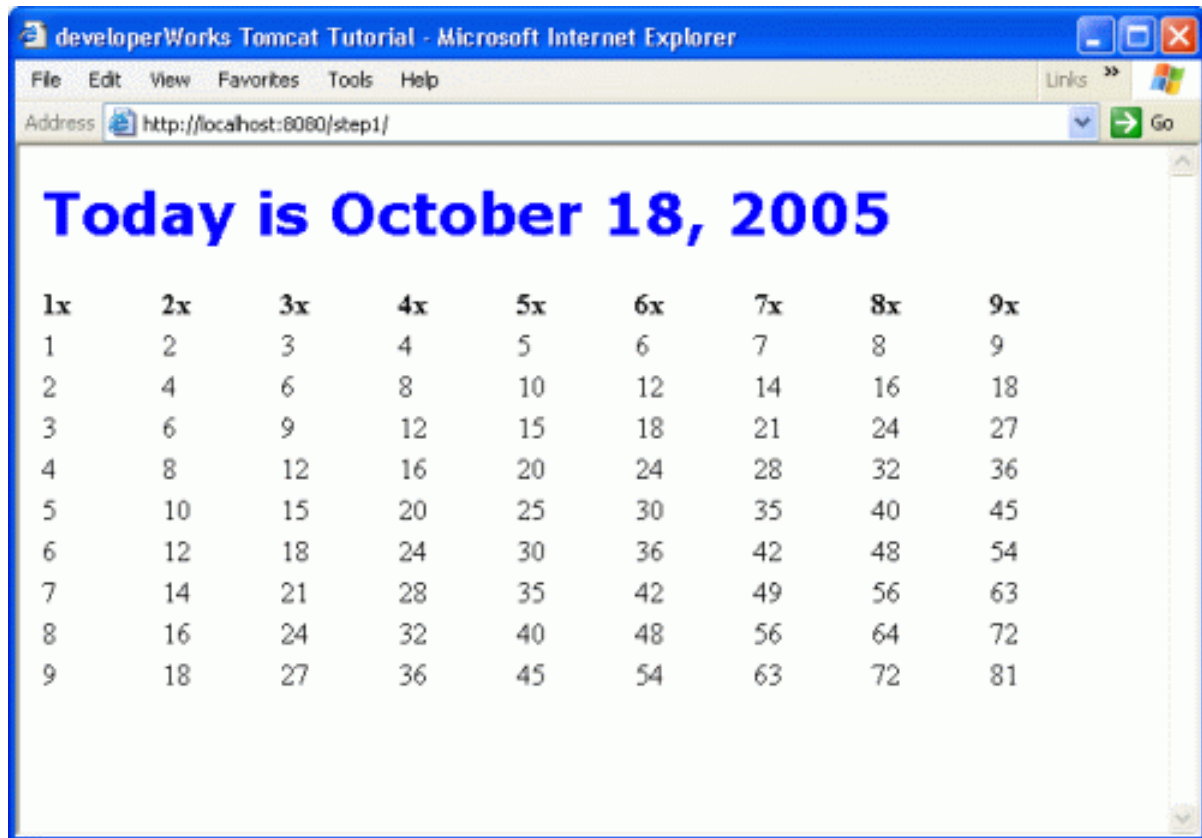 developerWorks Tomcat Tutorial - Microsoft Internet Explorer
File Edit View Favorites Tools Help Links »
Address http://localhost:8080/step1/ Go
Today is October 18, 2005
1x 2x 3x 4x 5x 6x 7x 8x 9x
1 2 3 4 5 6 7 8 9
2 4 6 8 10 12 14 16 18
3 6 9 12 15 18 21 24 27
4 8 12 16 20 24 28 32 36
5 10 15 20 25 30 35 40 45
6 12 18 24 30 36 42 48 54
7 14 21 28 35 42 49 56 63
8 16 24 32 40 48 56 64 72
9 18 27 36 45 54 63 72 81